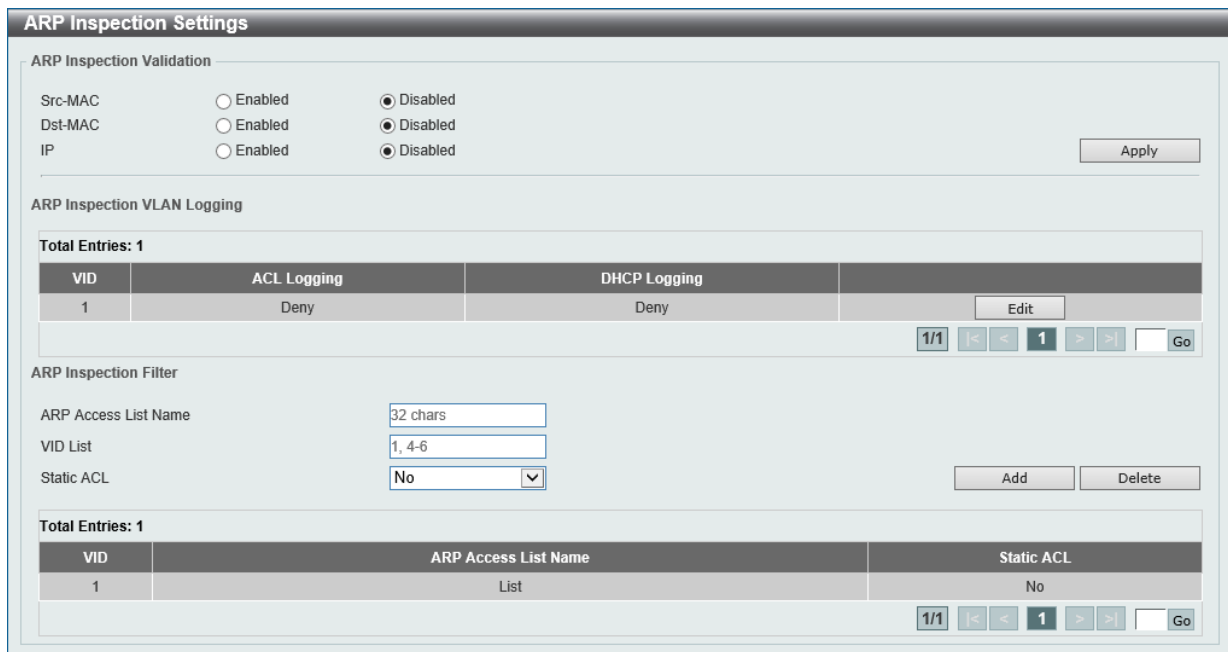 ARP Inspection Settings
ARP Inspection Validation
Src-MAC Enabled Disabled
Dst-MAC Enabled Disabled
IP Enabled Disabled Apply
ARP Inspection VLAN Logging
Total Entries: 1
VID ACL Logging DHCP Logging
1 Deny Deny Edit
1/1 |< < 1 > >| Go
ARP Inspection Filter
ARP Access List Name 32 chars
VID List 1, 4-6
Static ACL No Add Delete
Total Entries: 1
VID ARP Access List Name Static ACL
1 List No
1/1 |< < 1 > >| Go